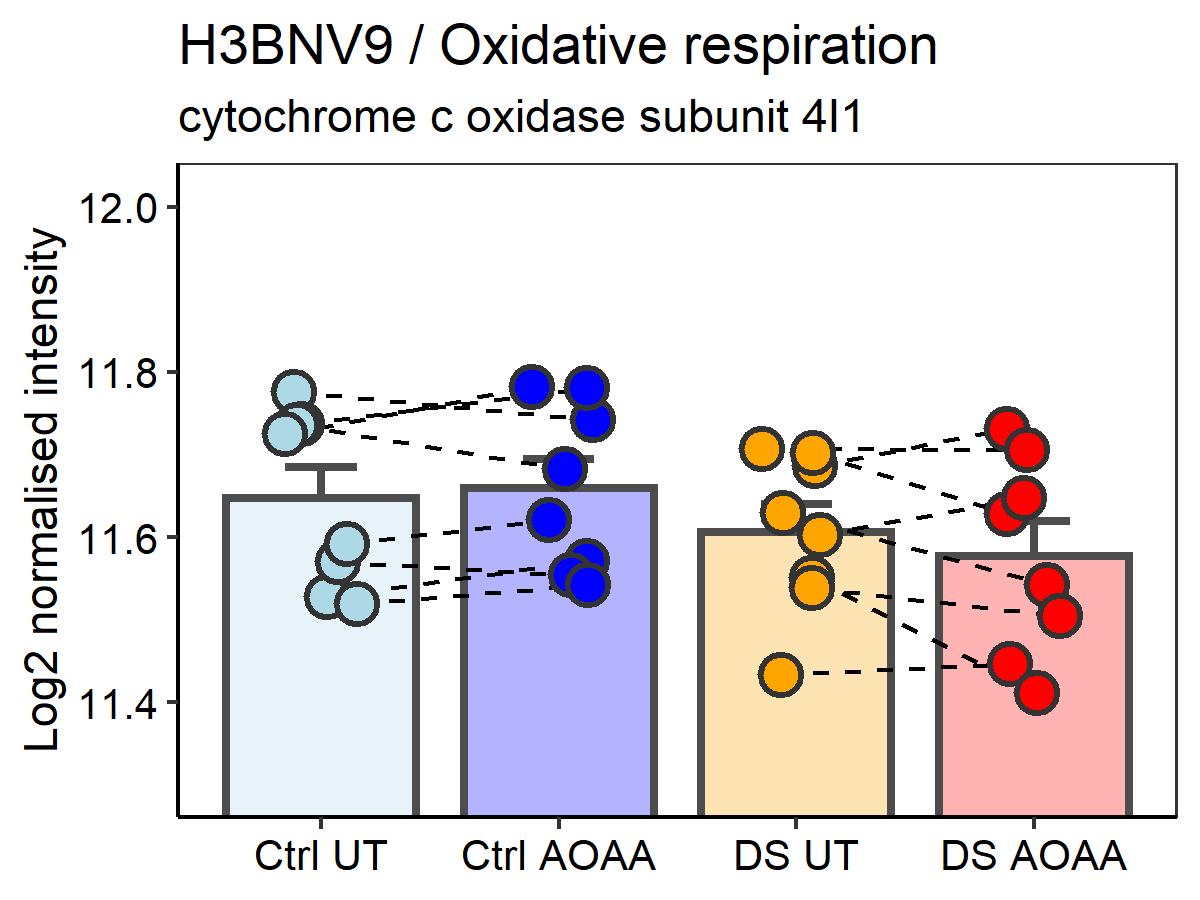 H3BNV9 / Oxidative respiration
cytochrome c oxidase subunit 4I1
Log2 normalised intensity
12.0
11.8
11.6
11.4
Ctrl UT
Ctrl AOAA
DS UT
DS AOAA